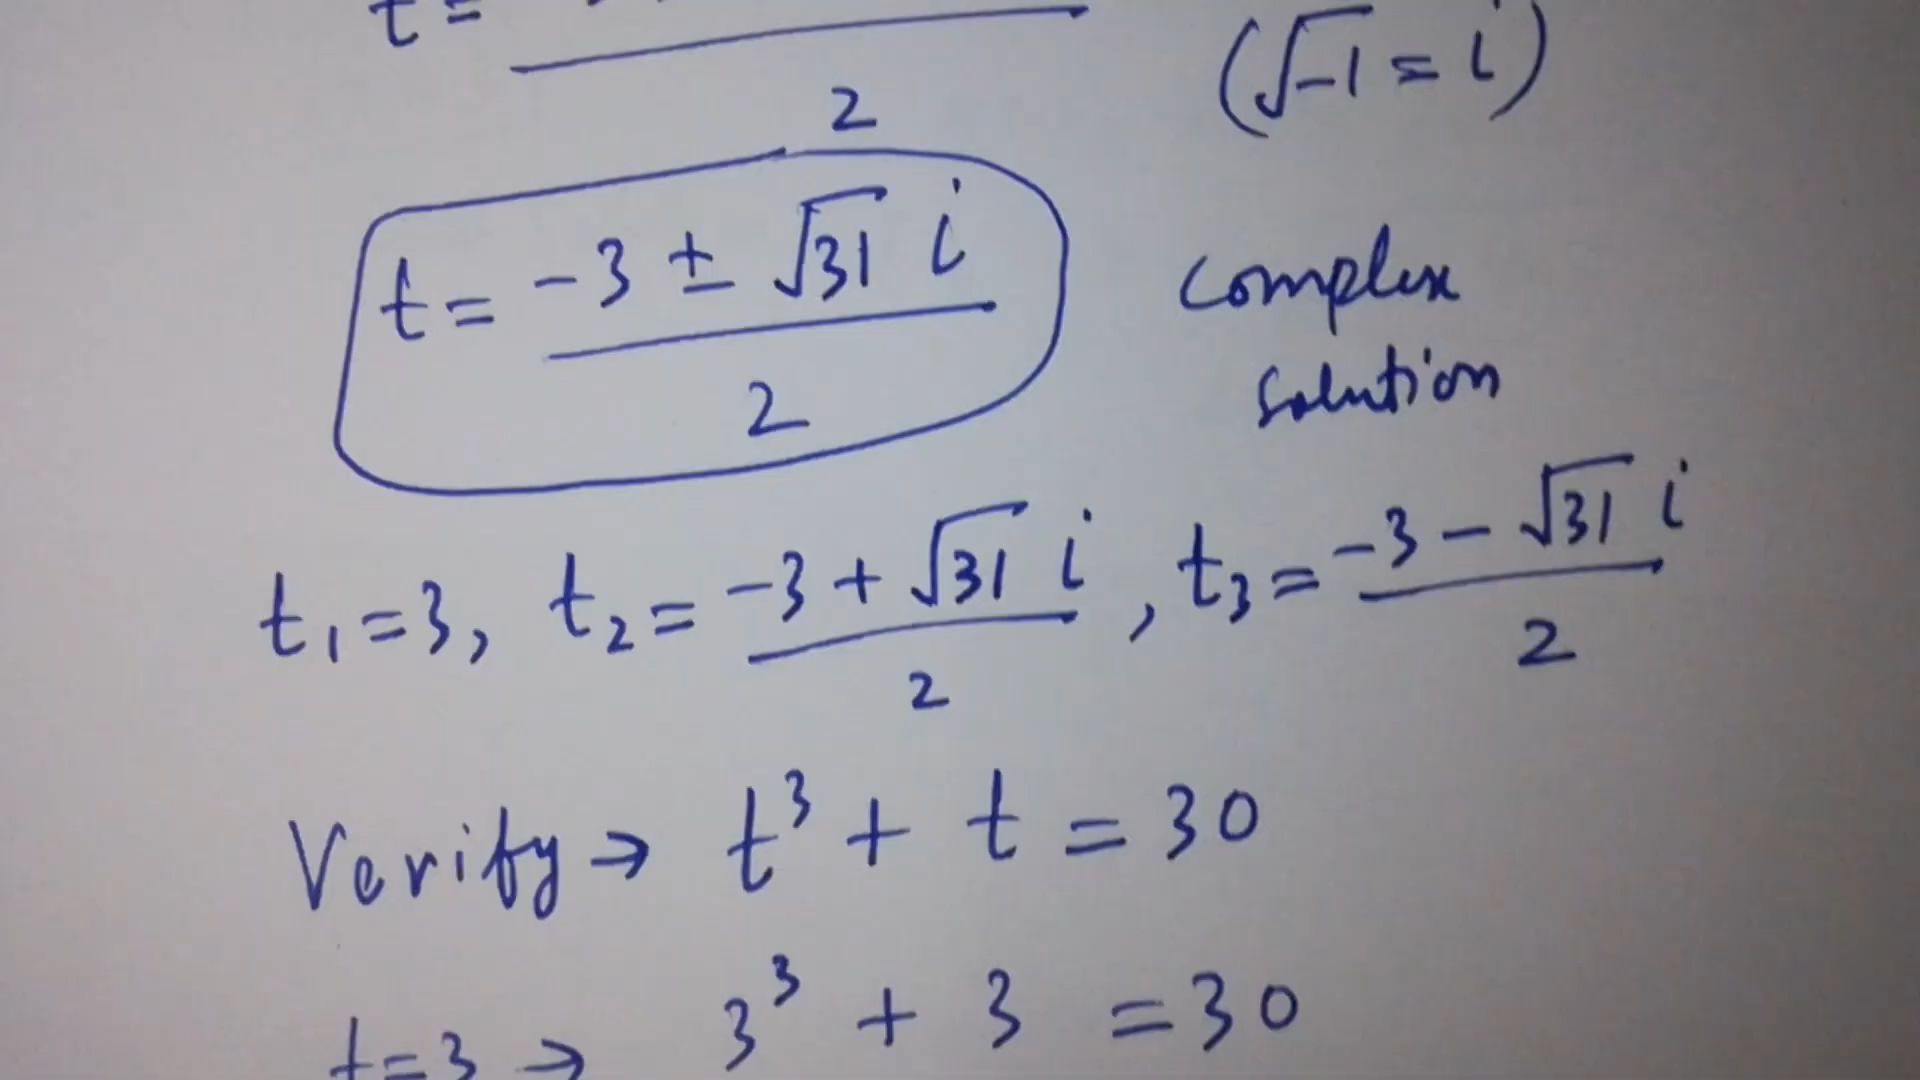 t =
2
(√-1 = i)
t = (-3 ± √31 i)/2
complex
solution
t₁ = 3, t₂ = (-3 + √31 i)/2, t₃ = (-3 - √31 i)/2
Verify → t³ + t = 30
t = 3 → 3³ + 3 = 30